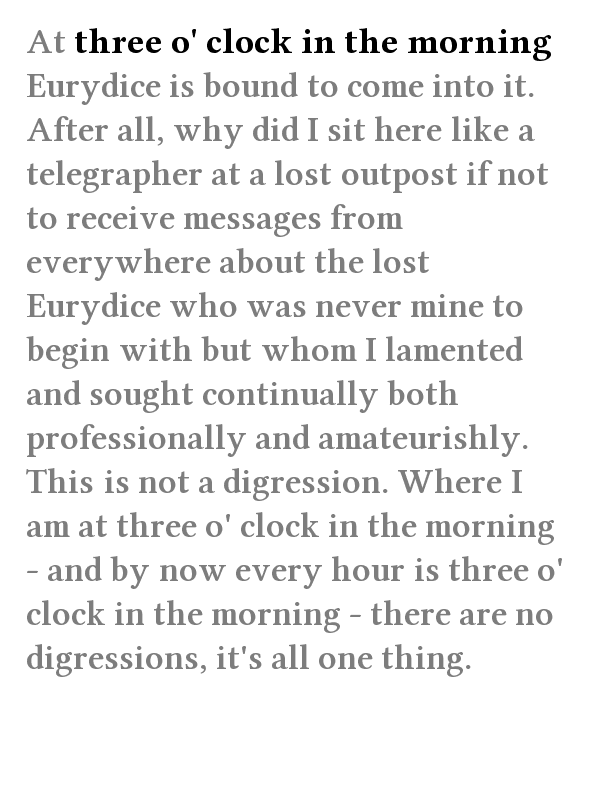 At three o' clock in the morning
Eurydice is bound to come into it.
After all, why did I sit here like a
telegrapher at a lost outpost if not
to receive messages from
everywhere about the lost
Eurydice who was never mine to
begin with but whom I lamented
and sought continually both
professionally and amateurishly.
This is not a digression. Where I
am at three o' clock in the morning
- and by now every hour is three o'
clock in the morning - there are no
digressions, it's all one thing.